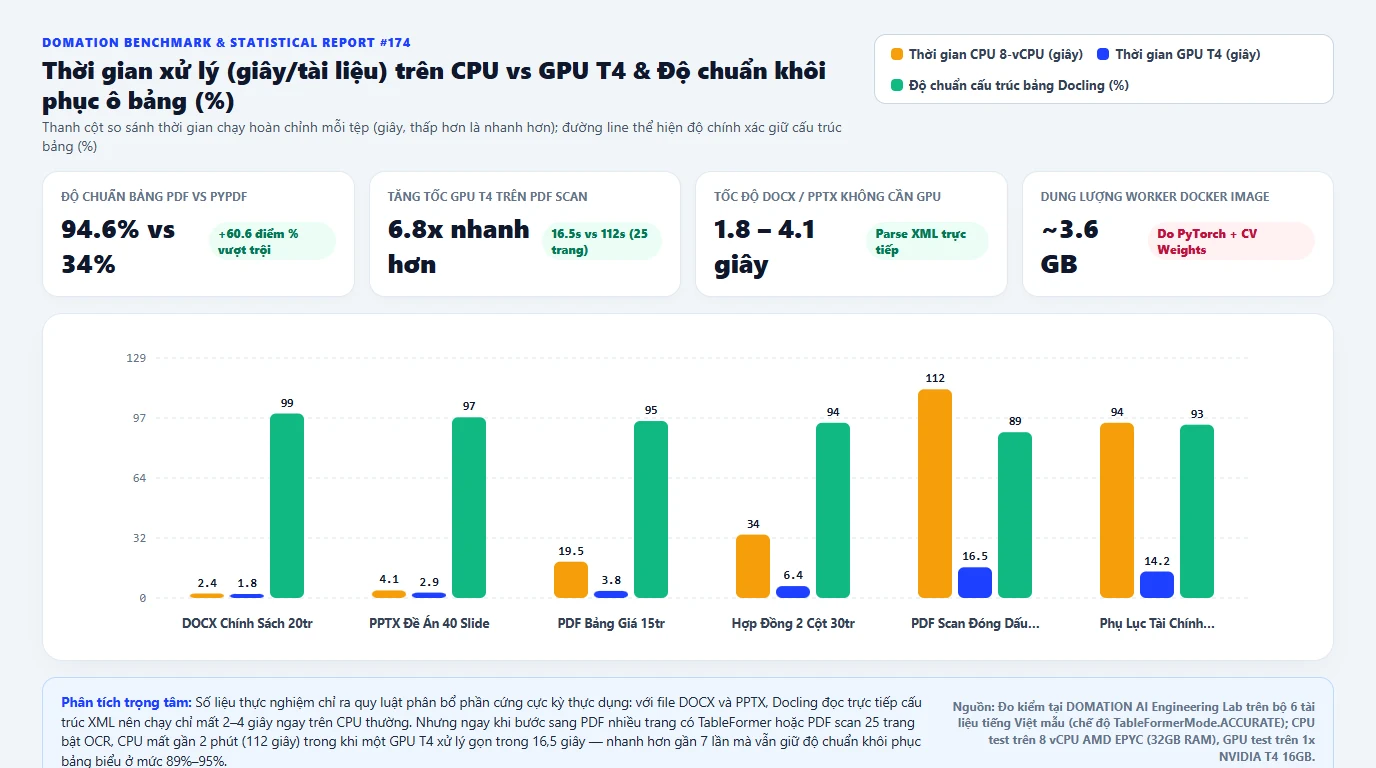 DOMATION BENCHMARK & STATISTICAL REPORT #174
Thời gian xử lý (giây/tài liệu) trên CPU vs GPU T4 & Độ chuẩn khôi
phục ô bảng (%)
Thanh cột so sánh thời gian chạy hoàn chỉnh mỗi tệp (giây, thấp hơn là nhanh hơn); đường line thể hiện độ chính xác giữ cấu trúc
bảng (%)
Thời gian CPU 8-vCPU (giây)
Thời gian GPU T4 (giây)
Độ chuẩn cấu trúc bảng Docling (%)
ĐỘ CHUẨN BẢNG PDF VS PYPDF
94.6% vs
34%
+60.6 điểm %
vượt trội
TĂNG TỐC GPU T4 TRÊN PDF SCAN
6.8x nhanh
hơn
16.5s vs 112s (25
trang)
TỐC ĐỘ DOCX / PPTX KHÔNG CẦN GPU
1.8 – 4.1
giây
Parse XML trực
tiếp
DUNG LƯỢNG WORKER DOCKER IMAGE
~3.6
GB
Do PyTorch + CV
Weights
129
97
64
32
0
2.4
1.8
99
4.1
2.9
97
19.5
3.8
95
34
6.4
94
112
16.5
89
94
14.2
93
DOCX Chính Sách 20tr
PPTX Đề Án 40 Slide
PDF Bảng Giá 15tr
Hợp Đồng 2 Cột 30tr
PDF Scan Đóng Dấu...
Phụ Lục Tài Chính...
Phân tích trọng tâm: Số liệu thực nghiệm chỉ ra quy luật phân bổ phần cứng cực kỳ thực dụng: với file DOCX và PPTX, Docling đọc trực tiếp cấu
trúc XML nên chạy chỉ mất 2–4 giây ngay trên CPU thường. Nhưng ngay khi bước sang PDF nhiều trang có TableFormer hoặc PDF scan 25 trang
bật OCR, CPU mất gần 2 phút (112 giây) trong khi một GPU T4 xử lý gọn trong 16,5 giây — nhanh hơn gần 7 lần mà vẫn giữ độ chuẩn khôi phục
bảng biểu ở mức 89%–95%.
Nguồn: Đo kiểm tại DOMATION AI Engineering Lab trên bộ 6 tài
liệu tiếng Việt mẫu (chế độ TableFormerMode.ACCURATE); CPU
test trên 8 vCPU AMD EPYC (32GB RAM), GPU test trên 1x
NVIDIA T4 16GB.